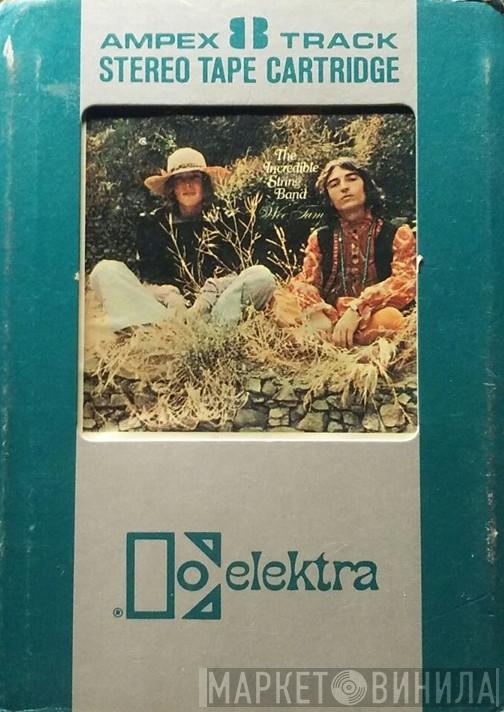 AMPEX 8 TRACK
STEREO TAPE CARTRIDGE
The
Incredible
String
Band
Wee Tam
elektra
®
МАРКЕТ ВИНИЛА